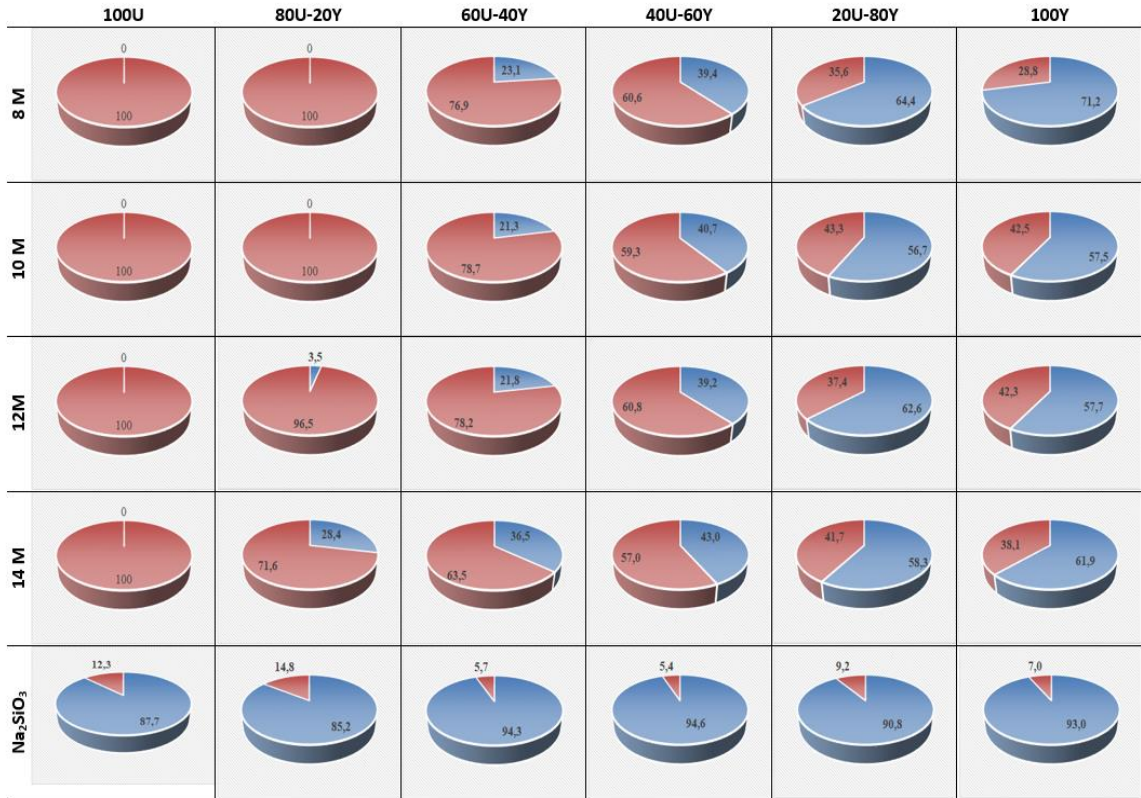 100U 80U-20Y 60U-40Y 40U-60Y 20U-80Y 100Y
8 M
0 0 23,1 39,4 35,6 28,8
100 100 76,9 60,6 64,4 71,2
10 M
0 0 21,3 40,7 43,3 42,5
100 100 78,7 59,3 56,7 57,5
12M
0 3,5 21,8 39,2 37,4 42,3
100 96,5 78,2 60,8 62,6 57,7
14 M
0 28,4 36,5 43,0 41,7 38,1
100 71,6 63,5 57,0 58,3 61,9
Na₂SiO₃
12,3 14,8 5,7 5,4 9,2 7,0
87,7 85,2 94,3 94,6 90,8 93,0